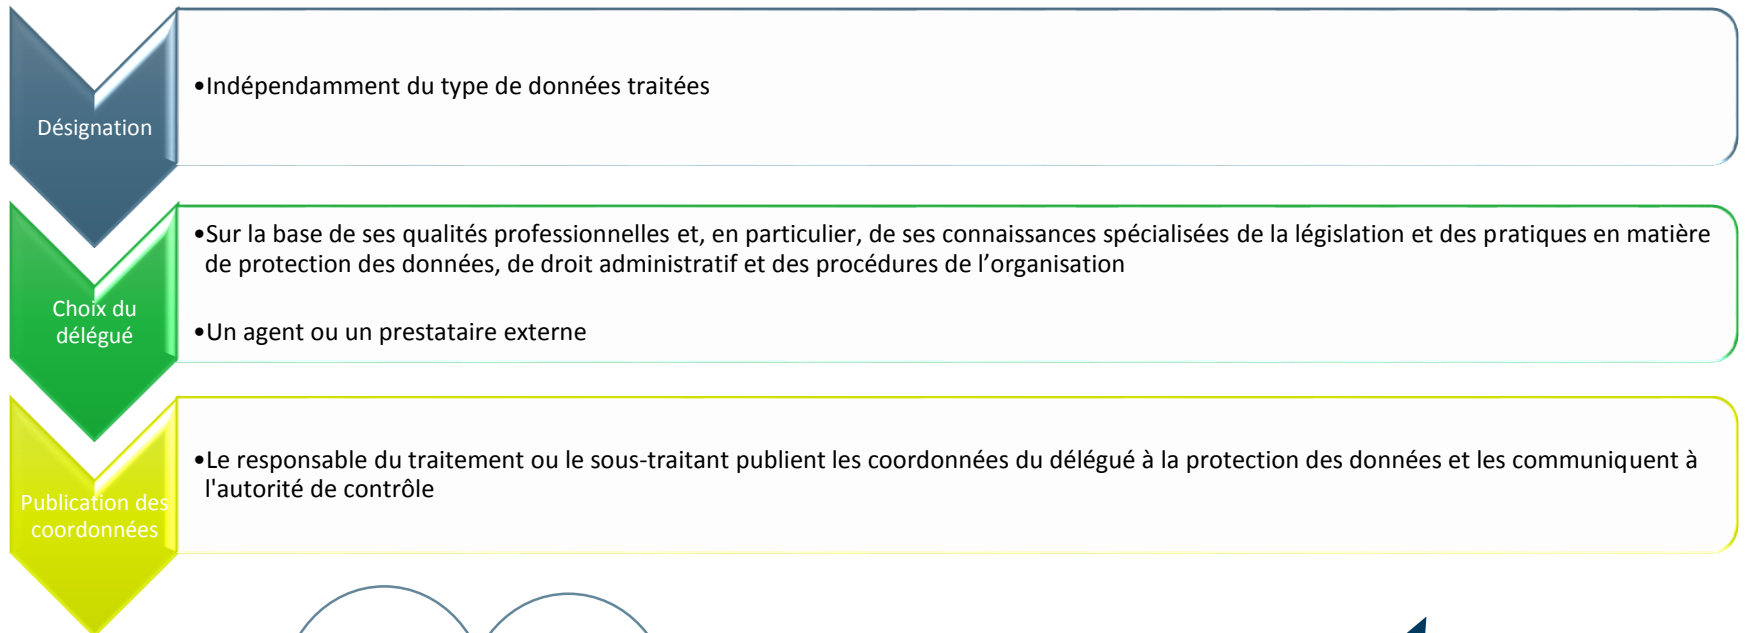 Désignation
•Indépendamment du type de données traitées
Choix du
délégué
•Sur la base de ses qualités professionnelles et, en particulier, de ses connaissances spécialisées de la législation et des pratiques en matière
de protection des données, de droit administratif et des procédures de l’organisation
•Un agent ou un prestataire externe
Publication des
coordonnées
•Le responsable du traitement ou le sous-traitant publient les coordonnées du délégué à la protection des données et les communiquent à
l'autorité de contrôle